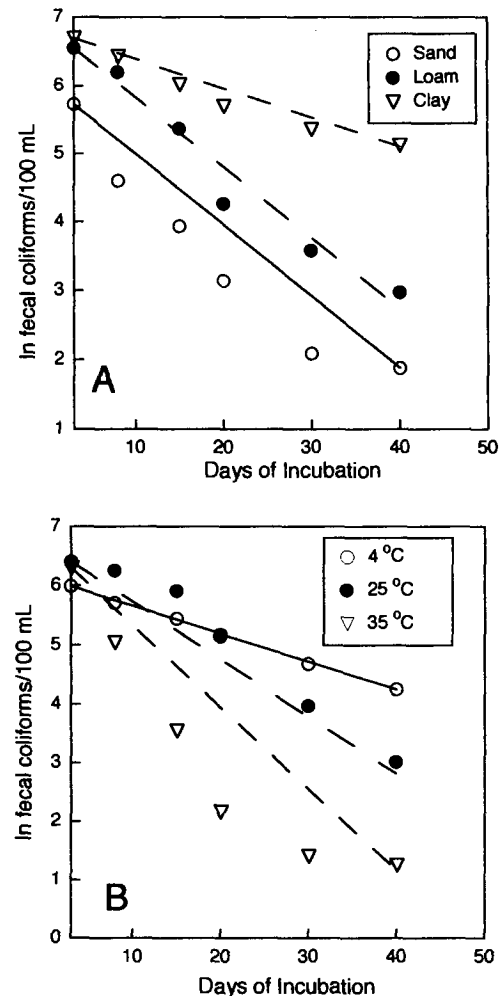 7
6
5
4
3
2
1
ln fecal coliforms/100 mL
Sand
Loam
Clay
A
10 20 30 40 50
Days of Incubation
7
6
5
4
3
2
1
0
ln fecal coliforms/100 mL
4 °C
25 °C
35 °C
B
0 10 20 30 40 50
Days of Incubation